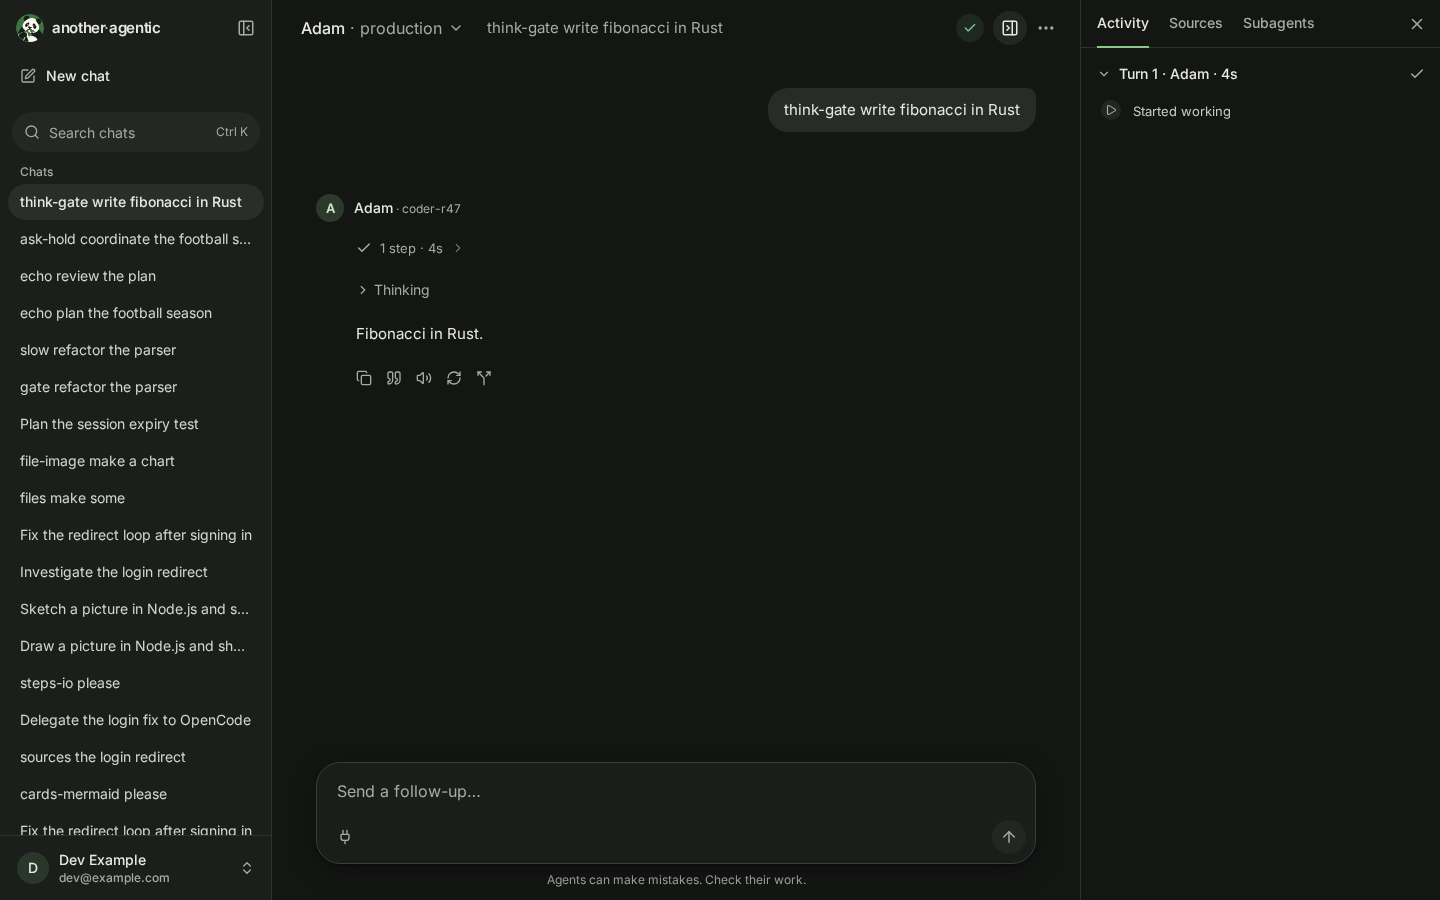 another·agentic
New chat
Search chats Ctrl K
Chats
think-gate write fibonacci in Rust
ask-hold coordinate the football s...
echo review the plan
echo plan the football season
slow refactor the parser
gate refactor the parser
Plan the session expiry test
file-image make a chart
files make some
Fix the redirect loop after signing in
Investigate the login redirect
Sketch a picture in Node.js and s...
Draw a picture in Node.js and sh...
steps-io please
Delegate the login fix to OpenCode
sources the login redirect
cards-mermaid please
Fix the redirect loop after signing in
D
Dev Example
dev@example.com
Adam · production
think-gate write fibonacci in Rust
think-gate write fibonacci in Rust
A
Adam · coder-r47
1 step · 4s
Thinking
Fibonacci in Rust.
Send a follow-up...
Agents can make mistakes. Check their work.
Activity Sources Subagents
Turn 1 · Adam · 4s
Started working